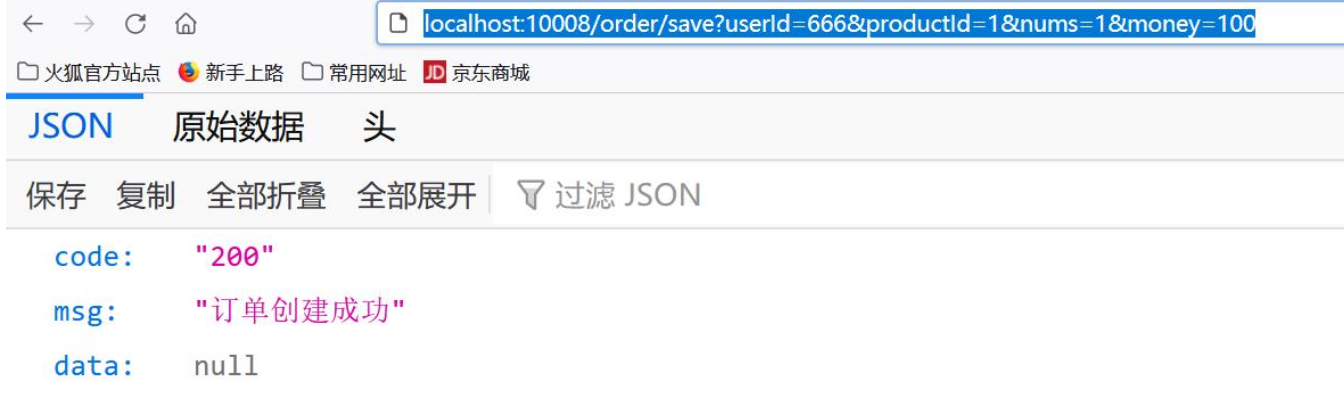 localhost:10008/order/save?userId=666&productId=1&nums=1&money=100
火狐官方站点 新手上路 常用网址 JD 京东商城
JSON 原始数据 头
保存 复制 全部折叠 全部展开 过滤 JSON
code: "200"
msg: "订单创建成功"
data: null